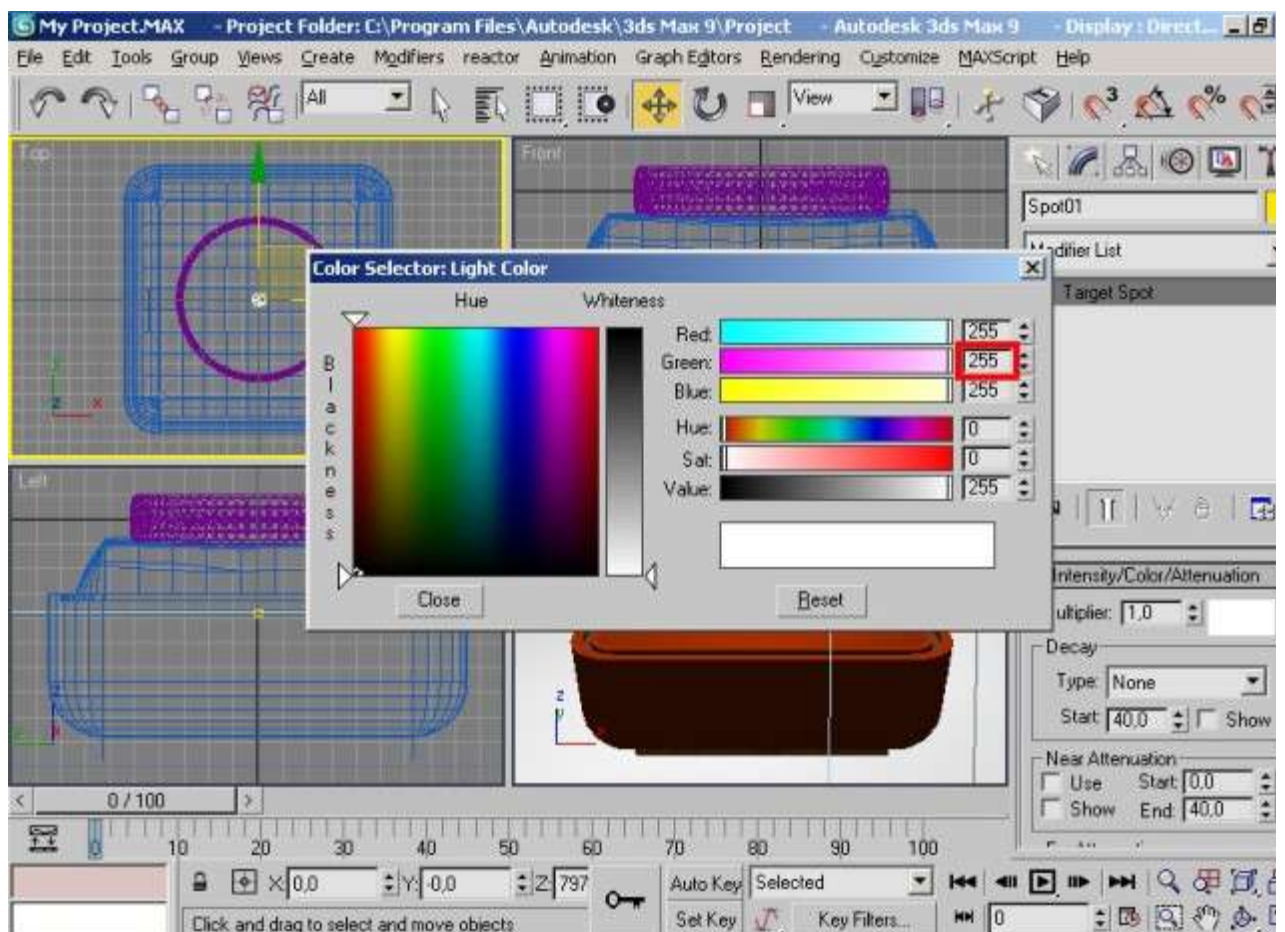 My Project.MAX - Project Folder: C:\Program Files\Autodesk\3ds Max 9\Project - Autodesk 3ds Max 9 - Display : Direct...
File Edit Tools Group Views Create Modifiers reactor Animation Graph Editors Rendering Customize MAXScript Help
All View 3 %
Top Front
Spot01
Modifier List
Target Spot
Color Selector: Light Color
Hue Whiteness
Blackness
Red: 255
Green: 255
Blue: 255
Hue: 0
Sat: 0
Value: 255
Close Reset
Left
Intensity/Color/Attenuation
ultiplier: 1,0
Decay
Type: None
Start: 40,0 Show
Near Attenuation
Use Start: 0,0
Show End: 40,0
z
y
x
< 0 / 100 >
0 10 20 30 40 50 60 70 80 90 100
X: 0,0 Y: -0,0 Z: 797 Auto Key Selected
Click and drag to select and move objects Set Key Key Filters... 0